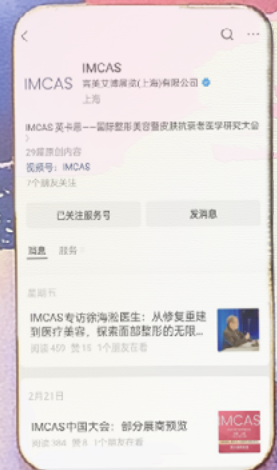 IMCAS
IMCAS
英富曼艾博展览(上海)有限公司
上海
IMCAS 英卡思——国际整形美容暨皮肤抗衰老医学研究大会
29篇原创内容
视频号：IMCAS
7个朋友关注
已关注服务号
发消息
消息
服务
星期五
IMCAS专访徐海淞医生：从修复重建
到医疗美容，探索面部整形的无限...
阅读 459 赞 15 1个朋友在看
2月21日
IMCAS中国大会：部分展商预览
IMCAS
阅读 384 赞 8 1个朋友在看